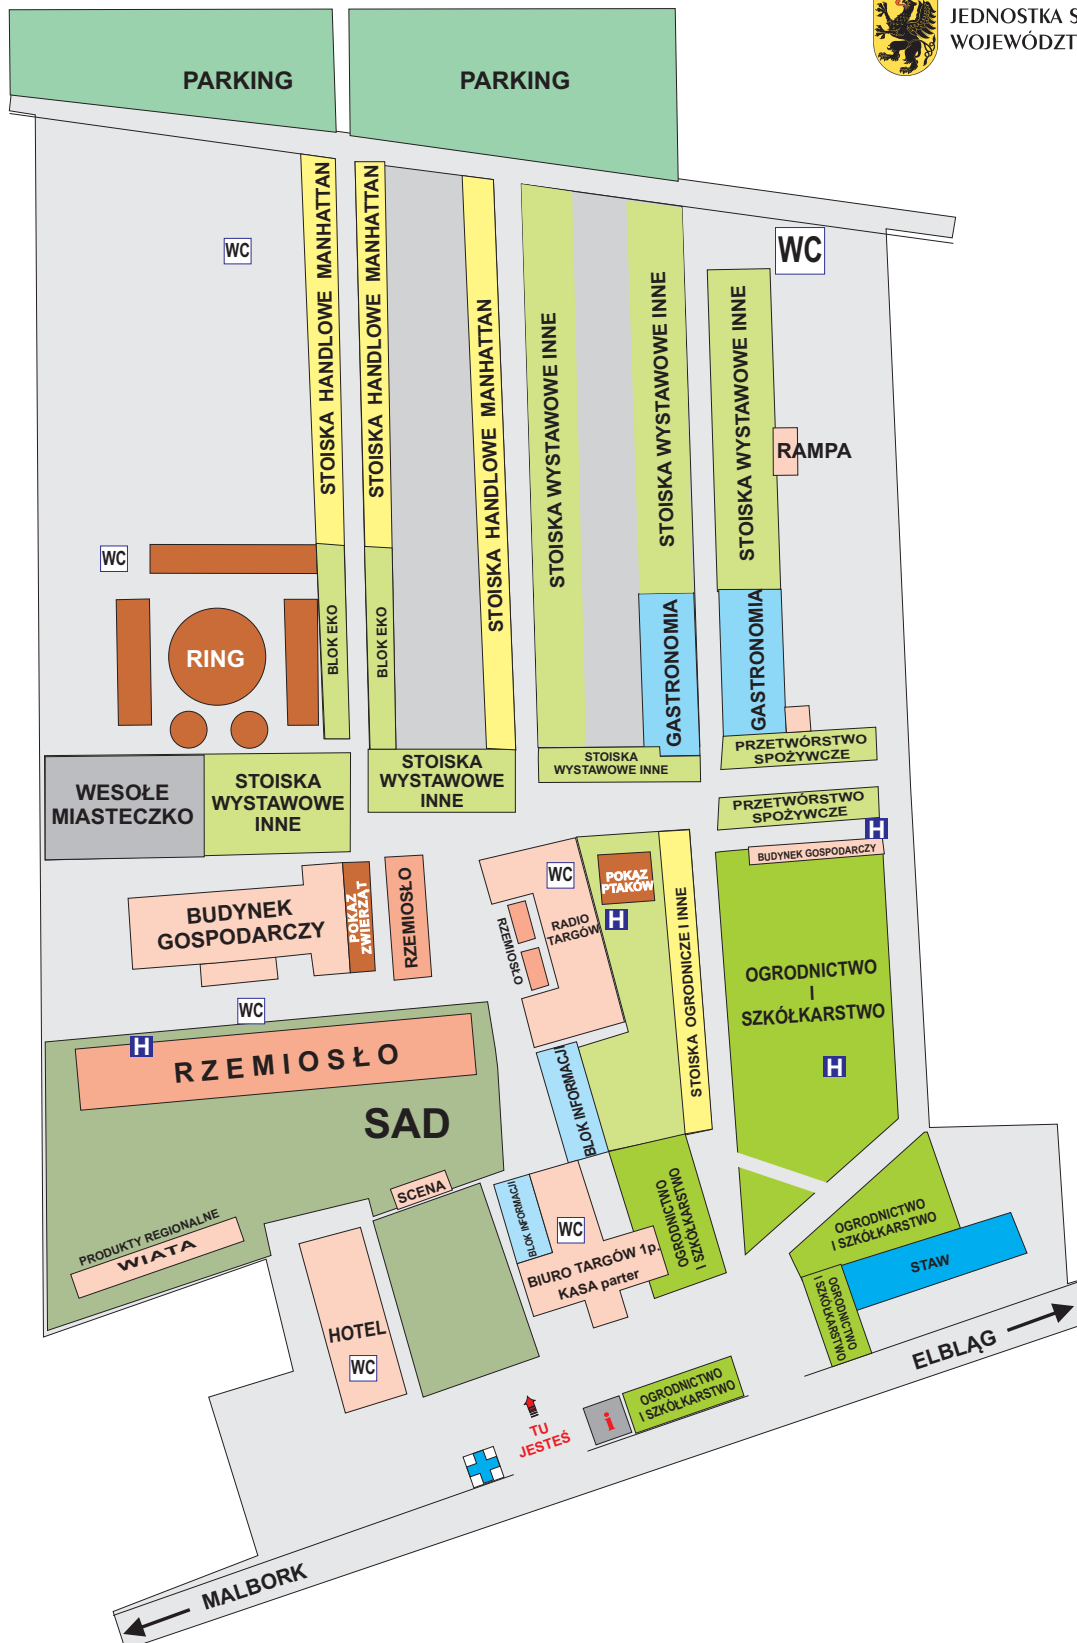 JEDNOSTKA S
WOJEWÓDZT
PARKING
PARKING
WC
WC
STOISKA HANDLOWE MANHATTAN
STOISKA HANDLOWE MANHATTAN
STOISKA HANDLOWE MANHATTAN
STOISKA WYSTAWOWE INNE
STOISKA WYSTAWOWE INNE
STOISKA WYSTAWOWE INNE
RAMPA
WC
RING
BLOK EKO
BLOK EKO
GASTRONOMIA
GASTRONOMIA
WESOŁE
MIASTECZKO
STOISKA
WYSTAWOWE
INNE
STOISKA
WYSTAWOWE
INNE
STOISKA
WYSTAWOWE INNE
PRZETWÓRSTWO
SPOŻYWCZE
PRZETWÓRSTWO
SPOŻYWCZE
H
BUDYNEK GOSPODARCZY
BUDYNEK
GOSPODARCZY
POKAZ
ZWIERZĄT
RZEMIOSŁO
WC
RZEMIOSŁO
RADIO
TARGÓW
POKAZ
PTAKÓW
H
STOISKA OGRODNICZE I INNE
OGRODNICTWO
I
SZKÓŁKARSTWO
H
WC
H
RZEMIOSŁO
SAD
BLOK INFORMACJI
SCENA
PRODUKTY REGIONALNE
WIATA
BLOK INFORMACJI
WC
BIURO TARGÓW 1p.
KASA parter
OGRODNICTWO
I SZKÓŁKARSTWO
OGRODNICTWO
I SZKÓŁKARSTWO
STAW
OGRODNICTWO
I SZKÓŁKARSTWO
HOTEL
WC
ELBLĄG
OGRODNICTWO
I SZKÓŁKARSTWO
i
TU
JESTEŚ
MALBORK